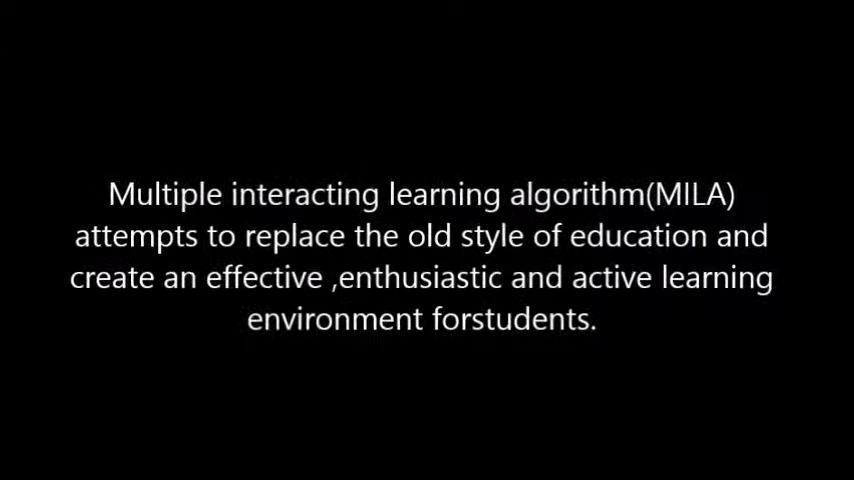 Multiple interacting learning algorithm(MILA)
attempts to replace the old style of education and
create an effective ,enthusiastic and active learning
environment forstudents.